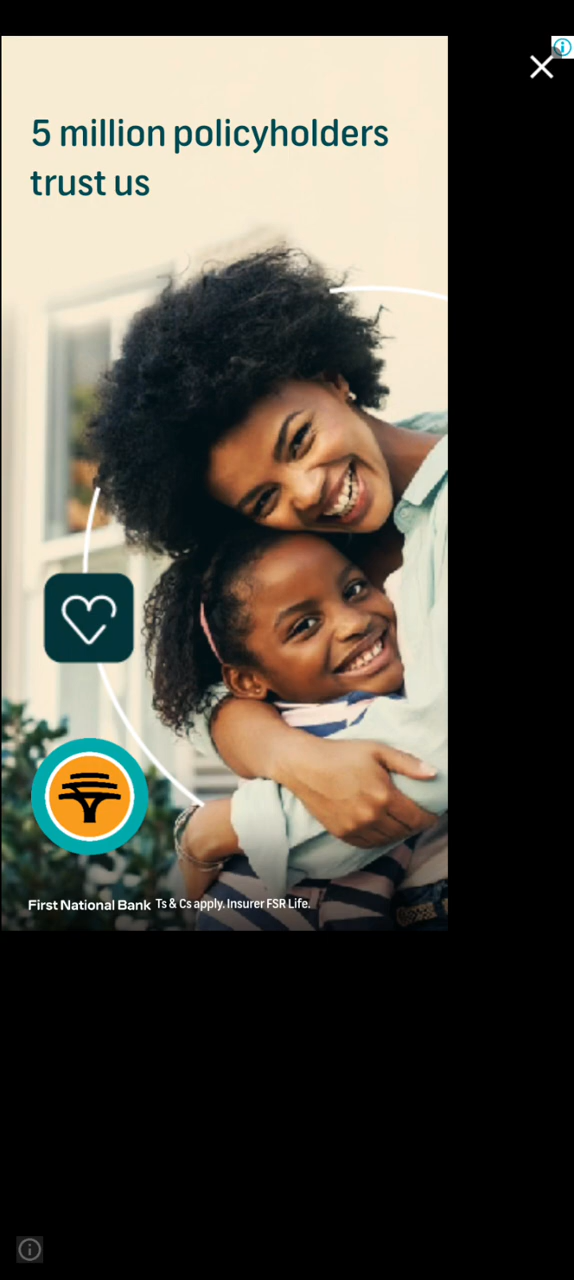 5 million policyholders
trust us
First National Bank Ts & Cs apply. Insurer FSR Life.